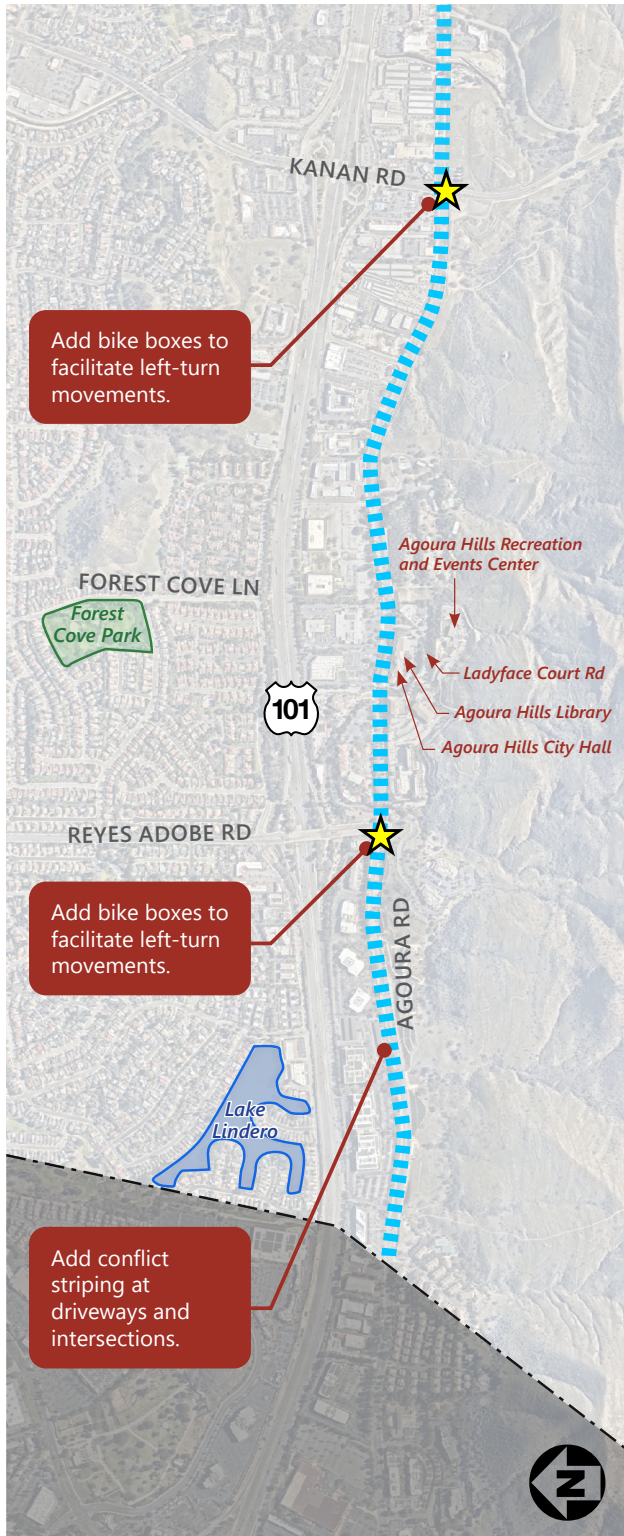 KANAN RD
Add bike boxes to
facilitate left-turn
movements.
Agoura Hills Recreation
and Events Center
FOREST COVE LN
Forest
Cove Park
Ladyface Court Rd
101
Agoura Hills Library
Agoura Hills City Hall
REYES ADOBE RD
Add bike boxes to
facilitate left-turn
movements.
AGOURA RD
Lake
Lindero
Add conflict
striping at
driveways and
intersections.
N